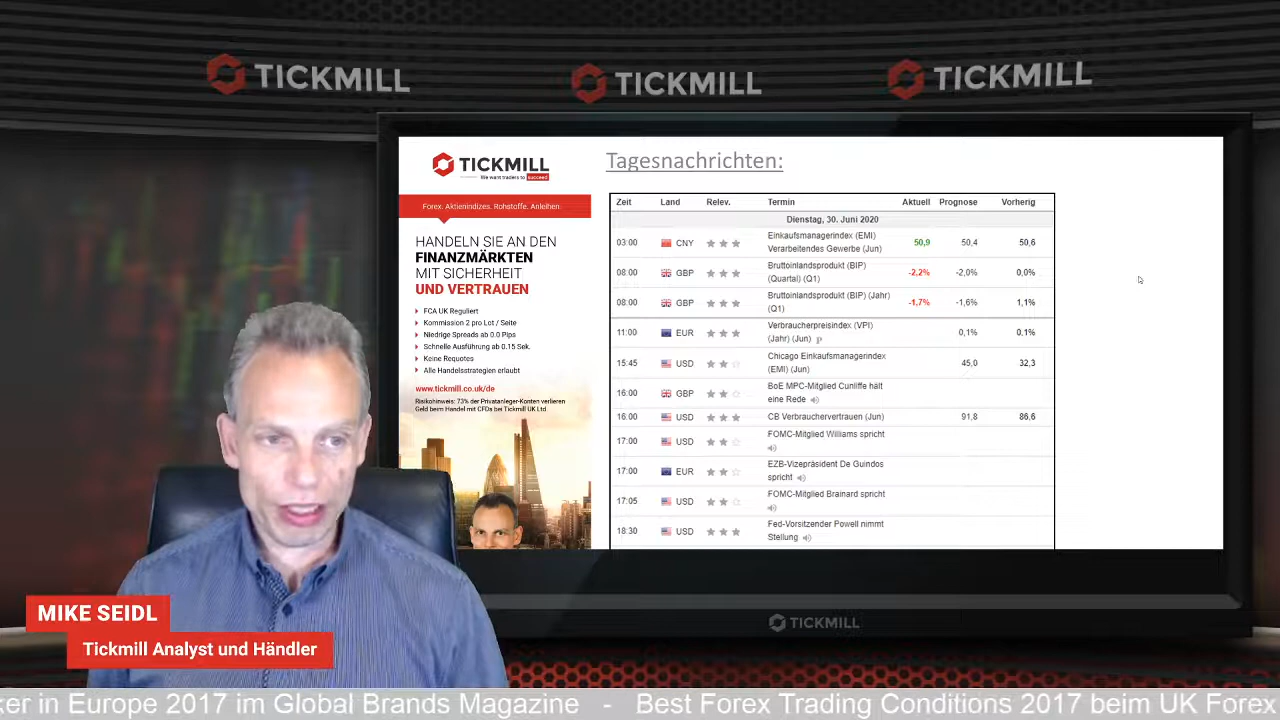 TICKMILL
TICKMILL
TICKMILL
TICKMILL
We want traders to succeed
Forex. Aktienindizes. Rohstoffe. Anleihen.
HANDELN SIE AN DEN
FINANZMÄRKTEN
MIT SICHERHEIT
UND VERTRAUEN
FCA UK Reguliert
Kommission 2 pro Lot / Seite
Niedrige Spreads ab 0.0 Pips
Schnelle Ausführung ab 0.15 Sek.
Keine Requotes
Alle Handelsstrategien erlaubt
www.tickmill.co.uk/de
Risikohinweis: 73% der Privatanleger-Konten verlieren
Geld beim Handel mit CFDs bei Tickmill UK Ltd
Tagesnachrichten:
Zeit Land Relev. Termin Aktuell Prognose Vorherig
Dienstag, 30. Juni 2020
03:00 CNY Einkaufsmanagerindex (EMI) 50,9 50,4 50,6
Verarbeitendes Gewerbe (Jun)
08:00 GBP Bruttoinlandsprodukt (BIP) -2,2% -2,0% 0,0%
(Quartal) (Q1)
08:00 GBP Bruttoinlandsprodukt (BIP) (Jahr) -1,7% -1,6% 1,1%
(Q1)
11:00 EUR Verbraucherpreisindex (VPI) 0,1% 0,1%
(Jahr) (Jun) P
15:45 USD Chicago Einkaufsmanagerindex 45,0 32,3
(EMI) (Jun)
16:00 GBP BoE MPC-Mitglied Cunliffe hält
eine Rede
16:00 USD CB Verbrauchervertrauen (Jun) 91,8 86,6
17:00 USD FOMC-Mitglied Williams spricht
17:00 EUR EZB-Vizepräsident De Guindos
spricht
17:05 USD FOMC-Mitglied Brainard spricht
18:30 USD Fed-Vorsitzender Powell nimmt
Stellung
TICKMILL
MIKE SEIDL
Tickmill Analyst und Händler
ker in Europe 2017 im Global Brands Magazine - Best Forex Trading Conditions 2017 beim UK Forex